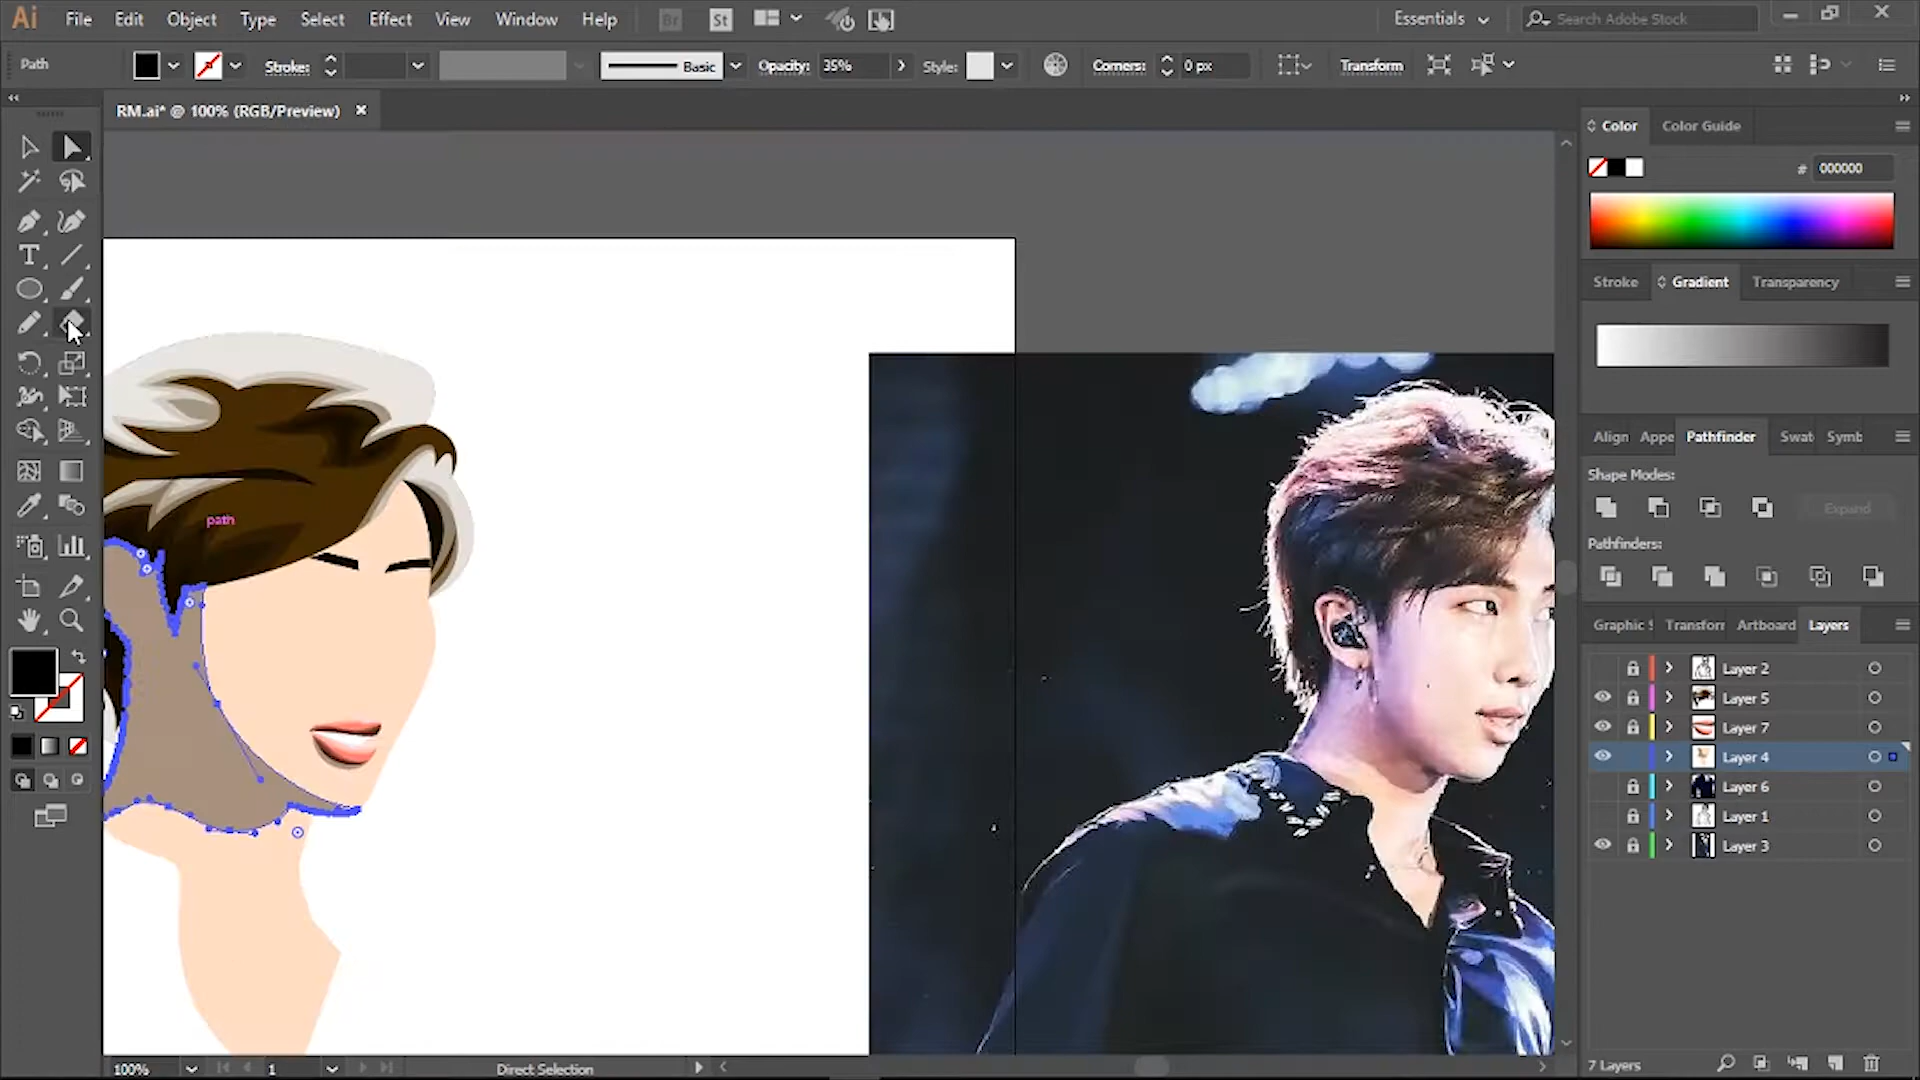 Ai File Edit Object Type Select Effect View Window Help Br St Essentials Search Adobe Stock
Path Stroke: Basic Opacity: 35% Style: Corners: 0 px Transform
RM.ai* @ 100% (RGB/Preview)
Color Color Guide
# 000000
Stroke Gradient Transparency
Align Appe Pathfinder Swat Symb
Shape Modes:
Expand
Pathfinders:
Graphic S Transforn Artboard Layers
Layer 2
Layer 5
Layer 7
Layer 4
Layer 6
Layer 1
Layer 3
path
100% 1 Direct Selection 7 Layers